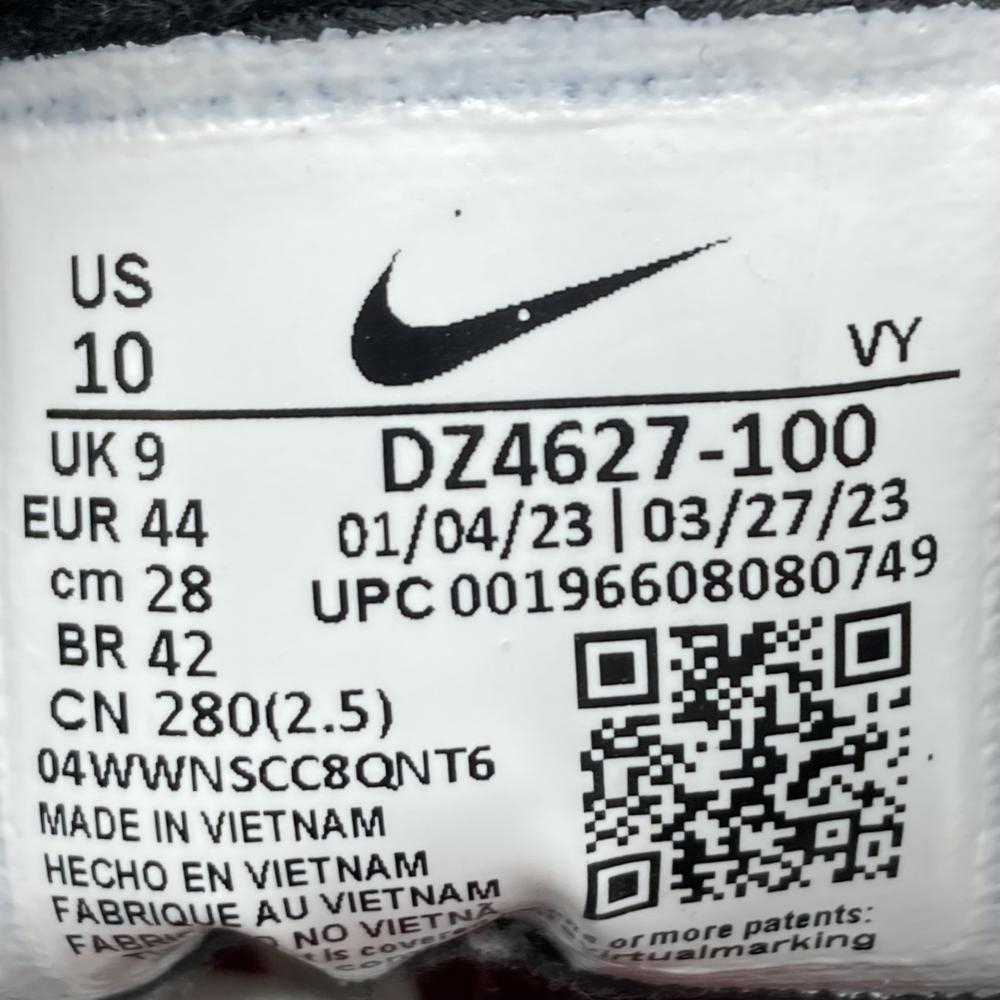 US
10
VY
UK 9
EUR 44
cm 28
BR 42
CN 280(2.5)
DZ4627-100
01/04/23 | 03/27/23
UPC 00196608080749
04WWNSCC8QNT6
MADE IN VIETNAM
HECHO EN VIETNAM
FABRIQUE AU VIETNAM
NO VIETNÃ
or more patents: